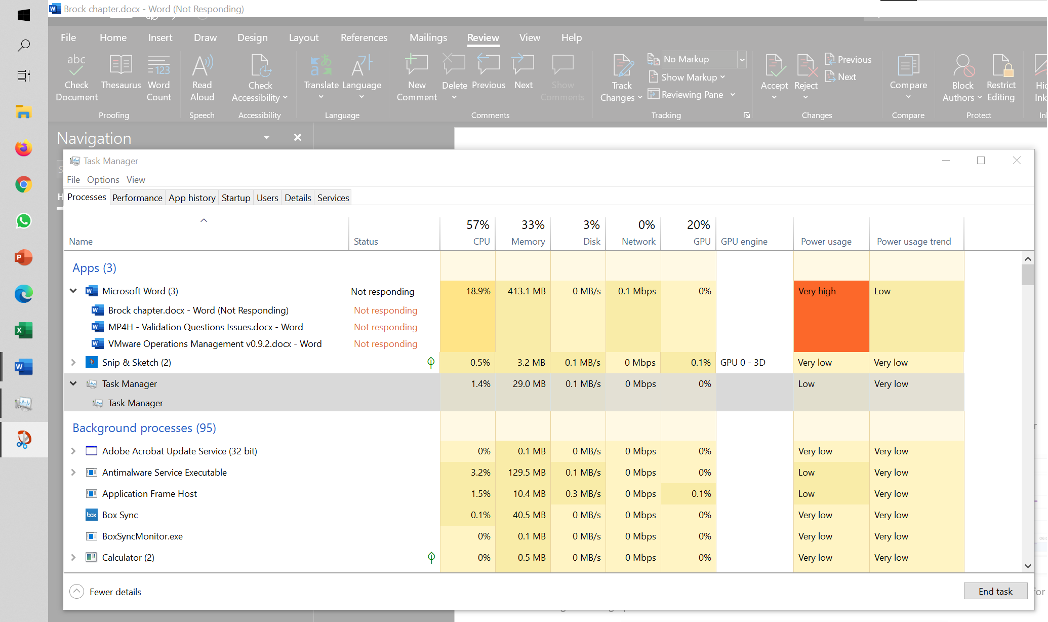 Brock chapter.docx - Word (Not Responding)
File Home Insert Draw Design Layout References Mailings Review View Help
abc
Check Document
Thesaurus
123
Word Count
Read Aloud
Check Accessibility
Translate
Language
New Comment
Delete
Previous
Next
Show Comments
Track Changes
No Markup
Show Markup
Reviewing Pane
Accept
Reject
Previous
Next
Compare
Block Authors
Restrict Editing
Proofing Speech Accessibility Language Comments Tracking Changes Compare Protect
Navigation
Task Manager
File Options View
Processes Performance App history Startup Users Details Services
57% 33% 3% 0% 20%
Name Status CPU Memory Disk Network GPU GPU engine Power usage Power usage trend
Apps (3)
Microsoft Word (3) Not responding 18.9% 413.1 MB 0 MB/s 0.1 Mbps 0% Very high Low
Brock chapter.docx - Word (Not Responding) Not responding
MP4H - Validation Questions Issues.docx - Word Not responding
VMware Operations Management v0.9.2.docx - Word Not responding
Snip & Sketch (2) 0.5% 3.2 MB 0.1 MB/s 0 Mbps 0.1% GPU 0 - 3D Very low Very low
Task Manager 1.4% 29.0 MB 0.1 MB/s 0 Mbps 0% Low Very low
Task Manager
Background processes (95)
Adobe Acrobat Update Service (32 bit) 0% 0.1 MB 0 MB/s 0 Mbps 0% Very low Very low
Antimalware Service Executable 3.2% 129.5 MB 0.1 MB/s 0 Mbps 0% Low Very low
Application Frame Host 1.5% 10.4 MB 0.3 MB/s 0 Mbps 0.1% Low Very low
box Box Sync 0.1% 40.5 MB 0 MB/s 0 Mbps 0% Very low Very low
BoxSyncMonitor.exe 0% 0.1 MB 0 MB/s 0 Mbps 0% Very low Very low
Calculator (2) 0% 0.5 MB 0 MB/s 0 Mbps 0% Very low Very low
Fewer details End task